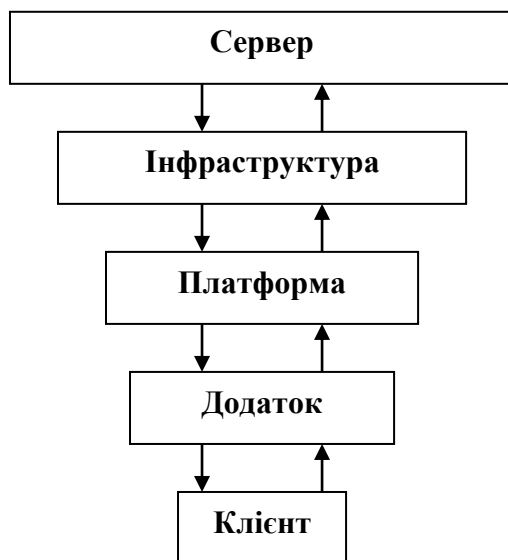 Сервер
Інфраструктура
Платформа
Додаток
Клієнт